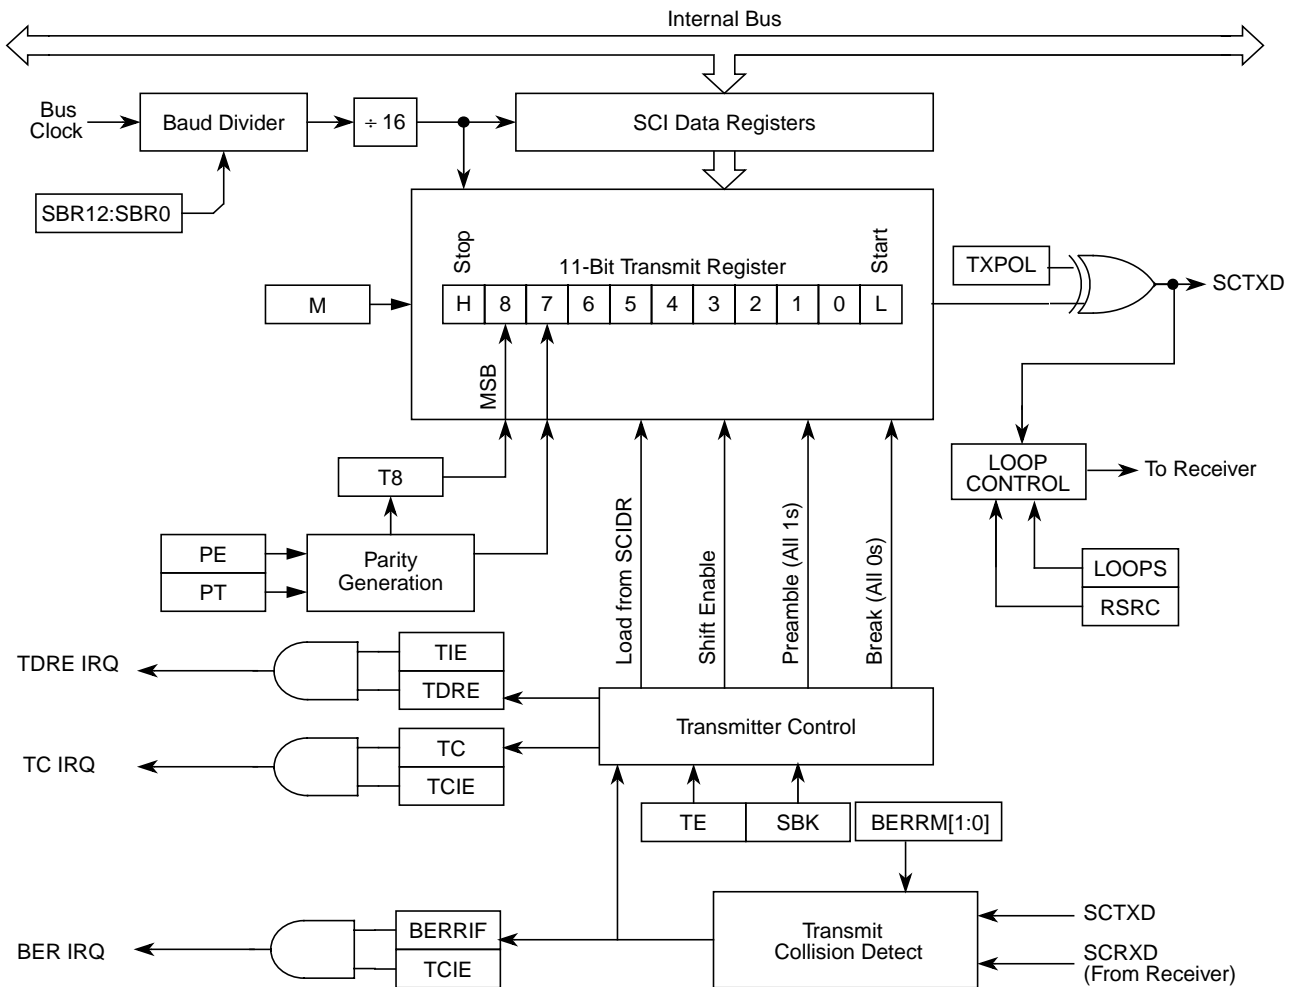 Internal Bus
Bus
Clock
Baud Divider
÷ 16
SCI Data Registers
SBR12:SBR0
Stop
11-Bit Transmit Register
Start
TXPOL
SCTXD
M
H 8 7 6 5 4 3 2 1 0 L
MSB
T8
LOOP
CONTROL
To Receiver
PE
PT
Parity
Generation
Load from SCIDR
Shift Enable
Preamble (All 1s)
Break (All 0s)
LOOPS
RSRC
TDRE IRQ
TIE
TDRE
Transmitter Control
TC IRQ
TC
TCIE
TE
SBK
BERRM[1:0]
BER IRQ
BERRIF
TCIE
Transmit
Collision Detect
SCTXD
SCRXD
(From Receiver)